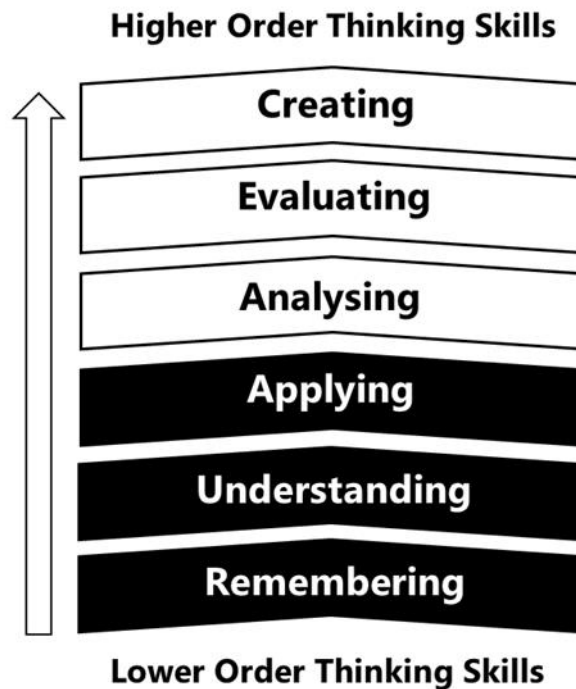 Higher Order Thinking Skills
Creating
Evaluating
Analysing
Applying
Understanding
Remembering
Lower Order Thinking Skills